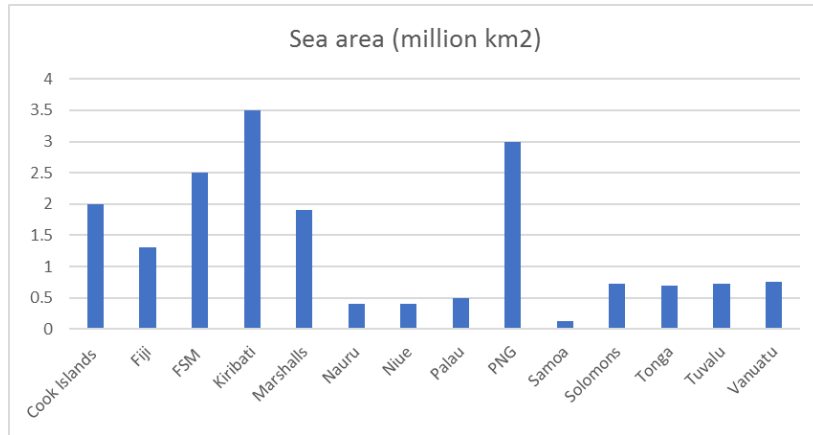 Sea area (million km2)
4
3.5
3
2.5
2
1.5
1
0.5
0
Cook Islands
Fiji
FSM
Kiribati
Marshalls
Nauru
Niue
Palau
PNG
Samoa
Solomons
Tonga
Tuvalu
Vanuatu